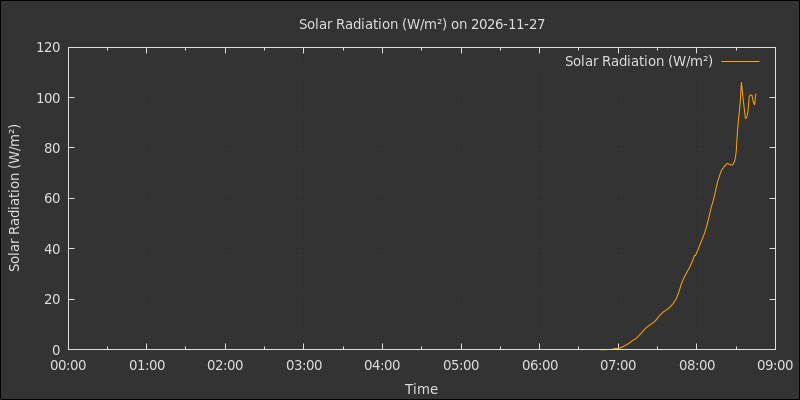 Solar Radiation (W/m²) on 2026-11-27
Solar Radiation (W/m²)
Solar Radiation (W/m²)
120
100
80
60
40
20
0
00:00 01:00 02:00 03:00 04:00 05:00 06:00 07:00 08:00 09:00
Time